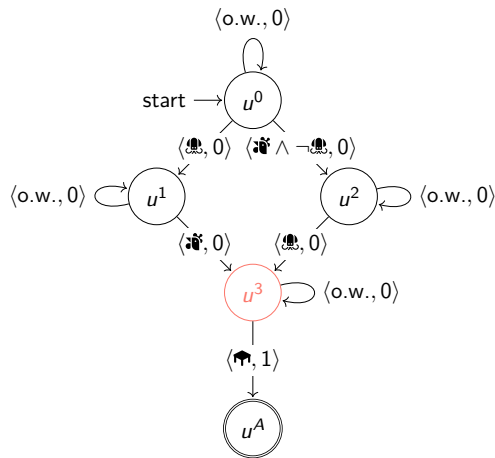 ⟨o.w., 0⟩
start u⁰
⟨🐙, 0⟩ ⟨ ∧ ¬🐙, 0⟩
⟨o.w., 0⟩ u¹ u² ⟨o.w., 0⟩
⟨ , 0⟩ ⟨🐙, 0⟩
u³ ⟨o.w., 0⟩
⟨ , 1⟩
uᴬ